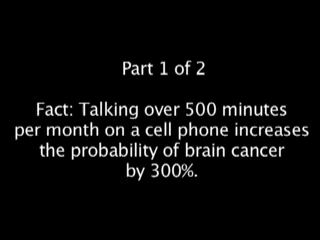 Part 1 of 2
Fact: Talking over 500 minutes
per month on a cell phone increases
the probability of brain cancer
by 300%.